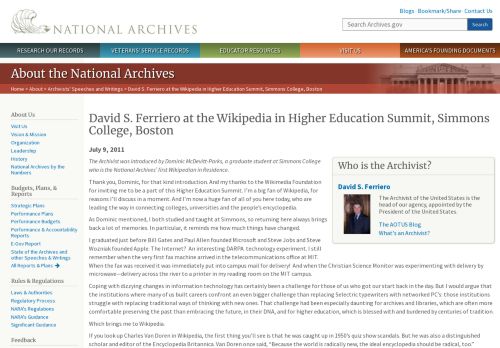 NATIONAL ARCHIVES
Blogs · Bookmark/Share · Contact Us
Search Archives.gov
Search
RESEARCH OUR RECORDS
VETERANS' SERVICE RECORDS
EDUCATOR RESOURCES
VISIT US
AMERICA'S FOUNDING DOCUMENTS
About the National Archives
Home > About > Archivists' Speeches and Writings > David S. Ferriero at the Wikipedia in Higher Education Summit, Simmons College, Boston
About Us
Visit Us
Vision & Mission
Organization
Leadership
History
National Archives by the
Numbers
Budgets, Plans, &
Reports
Strategic Plans
Performance Plans
Performance Budgets
Performance & Accountability
Reports
E-Gov Report
State of the Archives and
other Speeches & Writings
All Reports & Plans
Rules & Regulations
Laws & Authorities
Regulatory Process
NARA's Regulations
NARA's Guidance
Significant Guidance
Feedback
David S. Ferriero at the Wikipedia in Higher Education Summit, Simmons
College, Boston
July 9, 2011
The Archivist was introduced by Dominic McDevitt-Parks, a graduate student at Simmons College
who is the National Archives' first Wikipedian in Residence.
Thank you, Dominic, for that kind introduction. And my thanks to the Wikimedia Foundation
for inviting me to be a part of this Higher Education Summit. I'm a big fan of Wikipedia, for
reasons I'll discuss in a moment. And I'm now a huge fan of all of you here today, who are
leading the way in connecting colleges, universities and the people's encyclopedia.
As Dominic mentioned, I both studied and taught at Simmons, so returning here always brings
back a lot of memories. In particular, it reminds me how much things have changed.
I graduated just before Bill Gates and Paul Allen founded Microsoft and Steve Jobs and Steve
Wozniak founded Apple. The Internet? An interesting DARPA technology experiment. I still
remember when the very first fax machine arrived in the telecommunications office at MIT.
When the fax was received it was immediately put into campus mail for delivery! And when the Christian Science Monitor was experimenting with delivery by
microwave—delivery across the river to a printer in my reading room on the MIT campus.
Coping with dizzying changes in information technology has certainly been a challenge for those of us who got our start back in the day. But I would argue that
the institutions where many of us built careers confront an even bigger challenge than replacing Selectric typewriters with networked PC's: those institutions
struggle with replacing traditional ways of thinking with new ones. That challenge had been especially daunting for archives and libraries, which are often more
comfortable preserving the past than embracing the future, in their DNA, and for higher education, which is blessed with and burdened by centuries of tradition.
Which brings me to Wikipedia.
If you look up Charles Van Doren in Wikipedia, the first thing you'll see is that he was caught up in 1950's quiz show scandals. But he was also a distinguished
scholar and editor of the Encyclopedia Britannica. Van Doren once said, "Because the world is radically new, the ideal encyclopedia should be radical, too."
Who is the Archivist?
David S. Ferriero
The Archivist of the United States is the
head of our agency, appointed by the
President of the United States.
The AOTUS Blog
What's an Archivist?